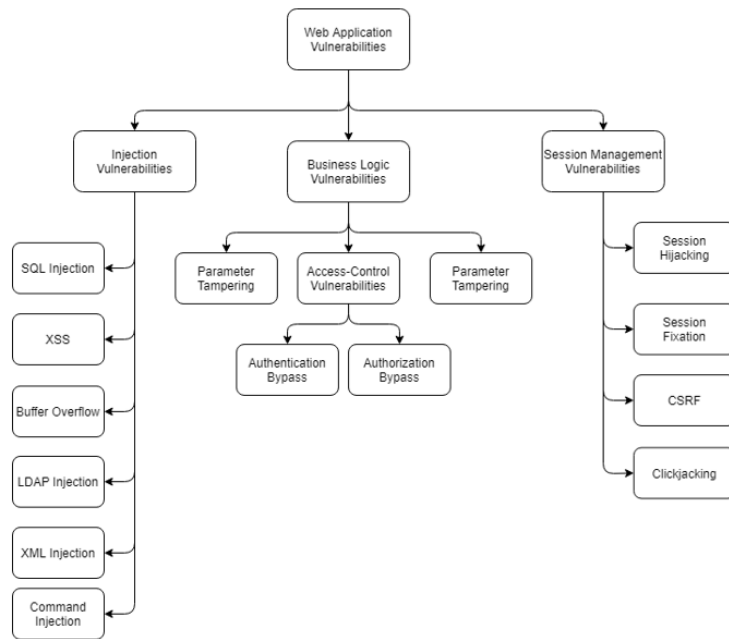 Web Application
Vulnerabilities
Injection
Vulnerabilities
Business Logic
Vulnerabilities
Session Management
Vulnerabilities
SQL Injection
XSS
Buffer Overflow
LDAP Injection
XML Injection
Command
Injection
Parameter
Tampering
Access-Control
Vulnerabilities
Parameter
Tampering
Authentication
Bypass
Authorization
Bypass
Session
Hijacking
Session
Fixation
CSRF
Clickjacking